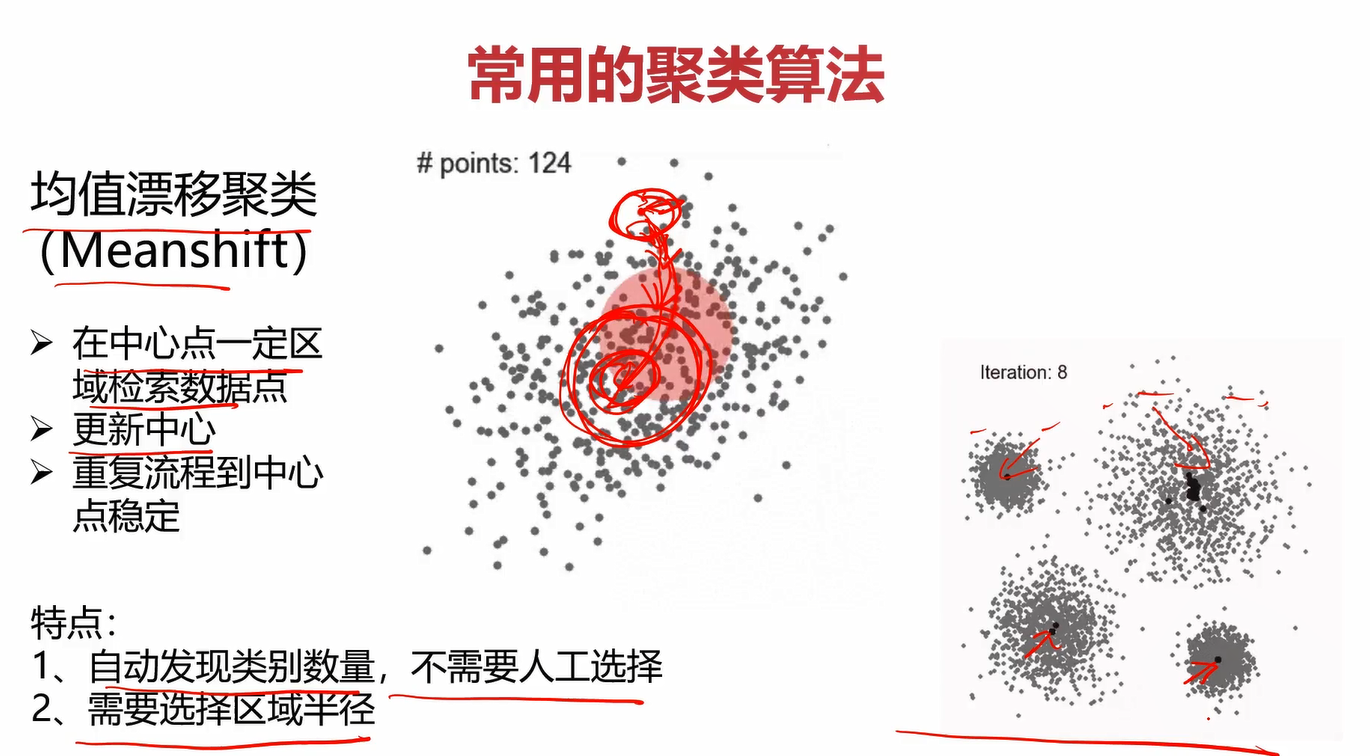 常用的聚类算法
均值漂移聚类
（Meanshift）
➢ 在中心点一定区
域检索数据点
➢ 更新中心
➢ 重复流程到中心
点稳定
特点：
1、自动发现类别数量，不需要人工选择
2、需要选择区域半径
# points: 124
Iteration: 8